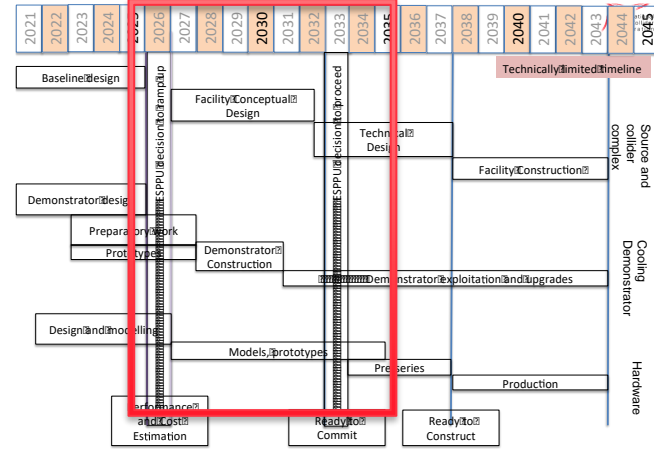 2021 2022 2023 2024 2025 2026 2027 2028 2029 2030 2031 2032 2033 2034 2035 2036 2037 2038 2039 2040 2041 2042 2043 2044 2045
Technically limited timeline
Baseline design
ESPPU decision to ramp up
Facility Conceptual
Design
ESPPU decision to proceed
Technical
Design
Facility Construction
Source and
collider
complex
Demonstrator design
Preparatory work
Prototypes
Demonstrator
Construction
Demonstrator exploitation and upgrades
Cooling
Demonstrator
Design and modelling
Models, prototypes
Pre-series
Production
Hardware
Performance
and Cost
Estimation
Ready to
Commit
Ready to
Construct